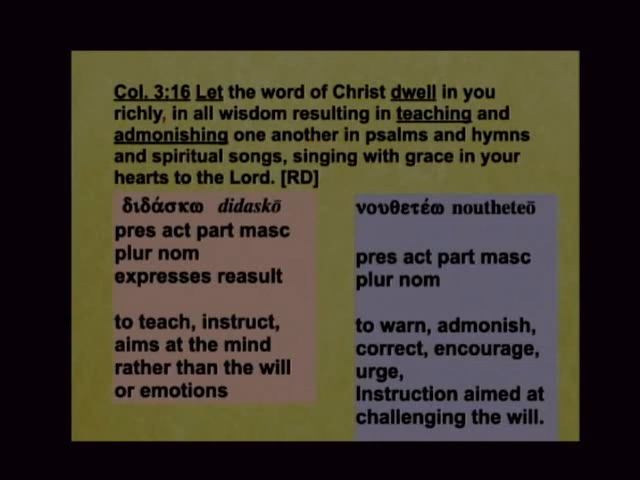 Col. 3:16 Let the word of Christ dwell in you
richly, in all wisdom resulting in teaching and
admonishing one another in psalms and hymns
and spiritual songs, singing with grace in your
hearts to the Lord. [RD]
διδάσκω didaskō
pres act part masc
plur nom
expresses reasult
to teach, instruct,
aims at the mind
rather than the will
or emotions
νουθετέω noutheteō
pres act part masc
plur nom
to warn, admonish,
correct, encourage,
urge,
Instruction aimed at
challenging the will.